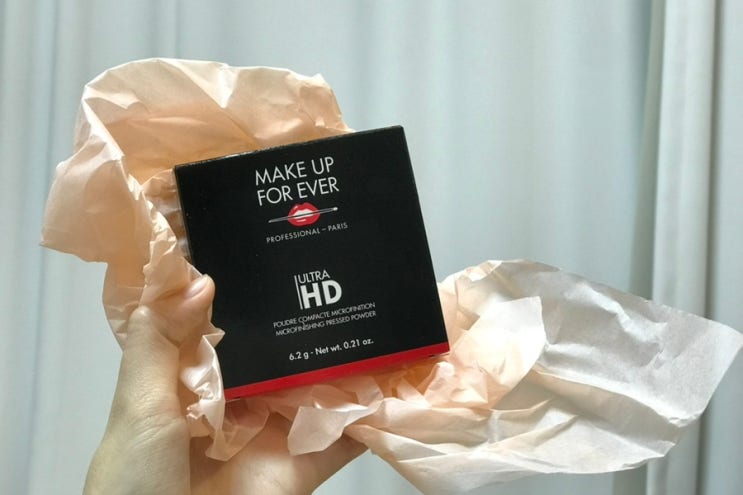 MAKE UP
FOR EVER
PROFESSIONAL – PARIS
ULTRA
HD
POUDRE COMPACTE MICROFINITION
MICROFINISHING PRESSED POWDER
6.2 g - Net wt. 0.21 oz.